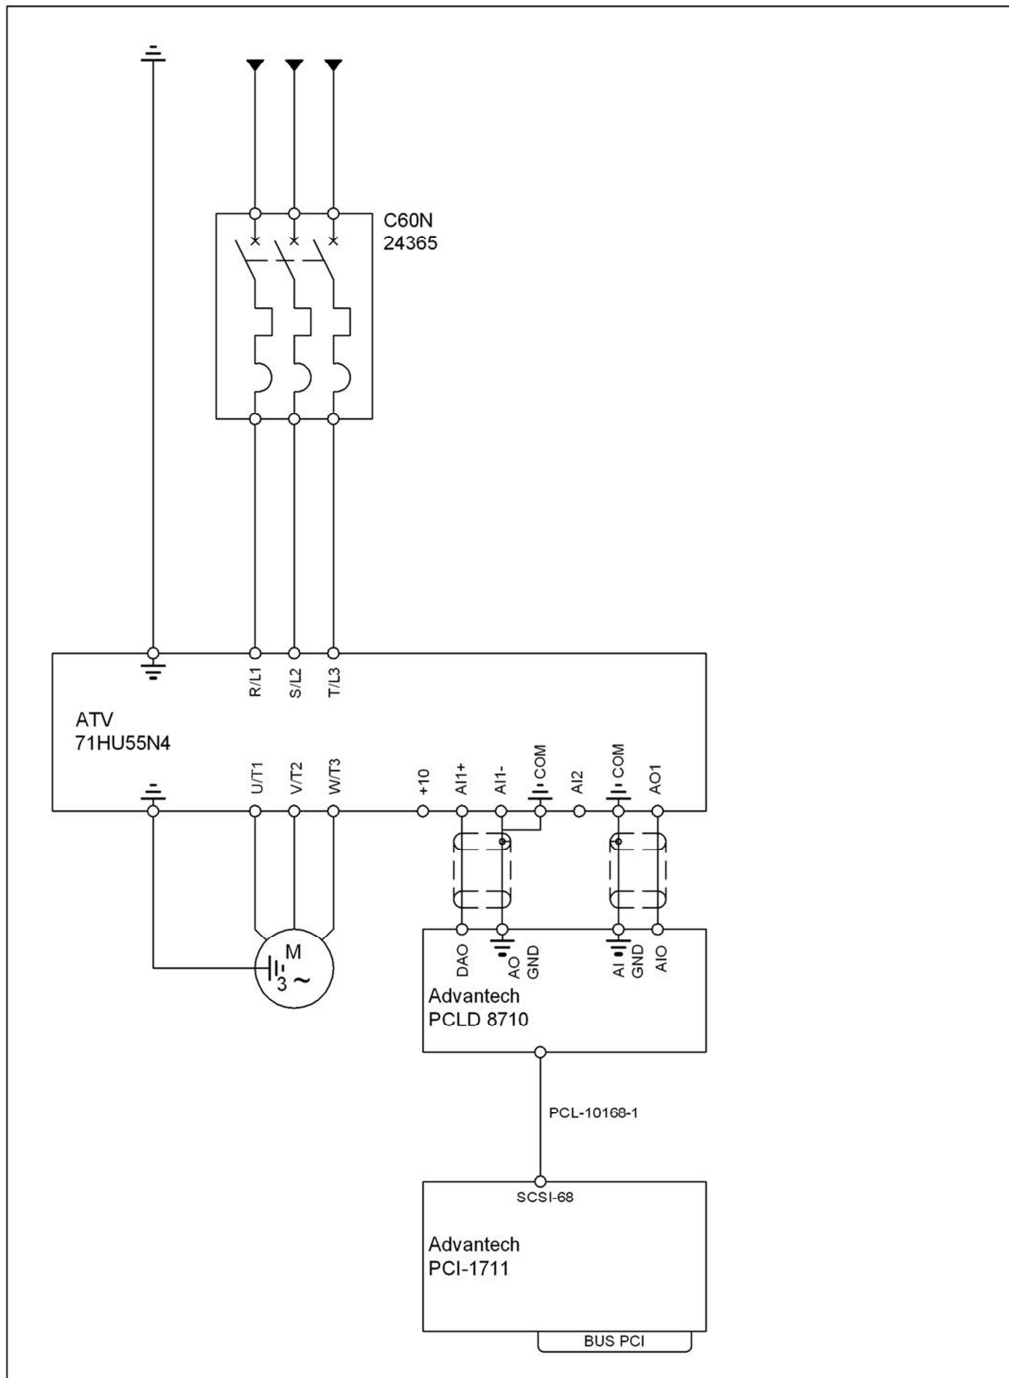 C60N
24365
R/L1
S/L2
T/L3
ATV
71HU55N4
U/T1
V/T2
W/T3
+10
AI1+
AI1-
COM
AI2
COM
AO1
M
3 ~
DAO
AO
GND
AI
GND
AIO
Advantech
PCLD 8710
PCL-10168-1
SCSI-68
Advantech
PCI-1711
BUS PCI